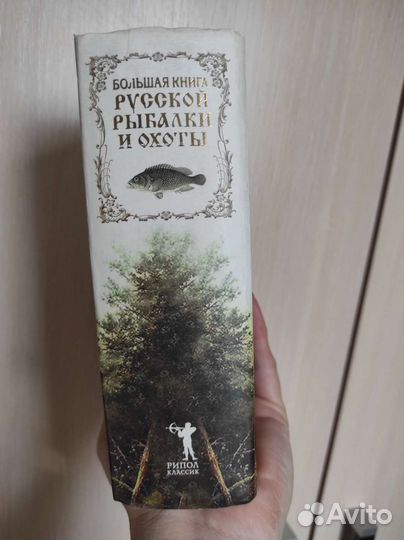 БОЛЬШАЯ КНИГА
РУССКОЙ
РЫБАЛКИ
И ОХОТЫ
РИПОЛ
КЛАССИК
Avito